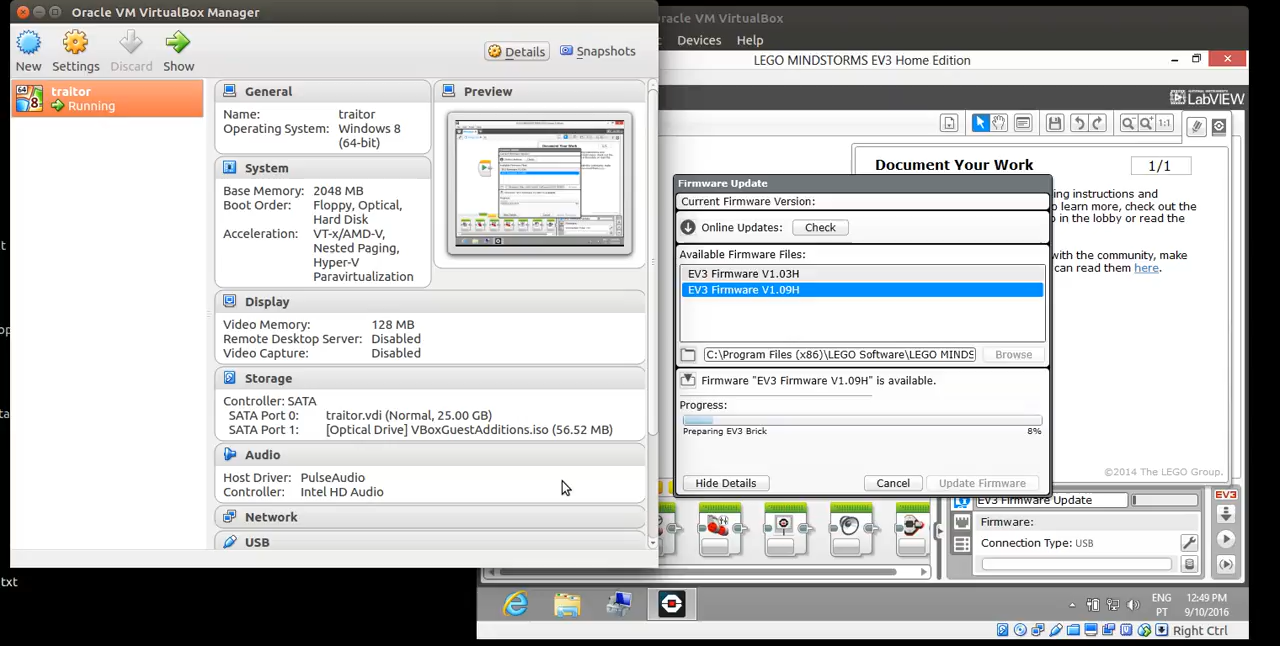 Oracle VM VirtualBox Manager
New
Settings
Discard
Show
Details
Snapshots
64
8
traitor
Running
General
Name: traitor
Operating System: Windows 8
(64-bit)
System
Base Memory: 2048 MB
Boot Order: Floppy, Optical,
Hard Disk
Acceleration: VT-x/AMD-V,
Nested Paging,
Hyper-V
Paravirtualization
Preview
Display
Video Memory: 128 MB
Remote Desktop Server: Disabled
Video Capture: Disabled
Storage
Controller: SATA
SATA Port 0: traitor.vdi (Normal, 25.00 GB)
SATA Port 1: [Optical Drive] VBoxGuestAdditions.iso (56.52 MB)
Audio
Host Driver: PulseAudio
Controller: Intel HD Audio
Network
USB
txt
racle VM VirtualBox
Devices
Help
LEGO MINDSTORMS EV3 Home Edition
LabVIEW
1:1
Document Your Work
1/1
ing instructions and
o learn more, check out the
p in the lobby or read the
with the community, make
can read them here.
©2014 The LEGO Group.
Firmware Update
Current Firmware Version:
Online Updates:
Check
Available Firmware Files:
EV3 Firmware V1.03H
EV3 Firmware V1.09H
C:\Program Files (x86)\LEGO Software\LEGO MINDS
Browse
Firmware "EV3 Firmware V1.09H" is available.
Progress:
Preparing EV3 Brick
8%
Hide Details
Cancel
Update Firmware
EV3 Firmware Update
EV3
Firmware:
Connection Type: USB
ENG
PT
12:49 PM
9/10/2016
Right Ctrl